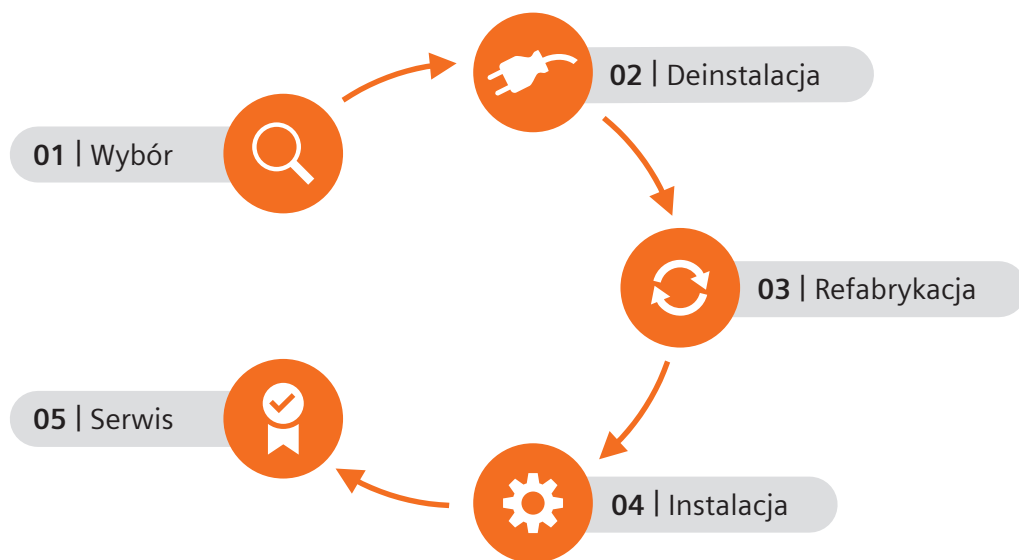 01 | Wybór
02 | Deinstalacja
03 | Refabrykacja
04 | Instalacja
05 | Serwis